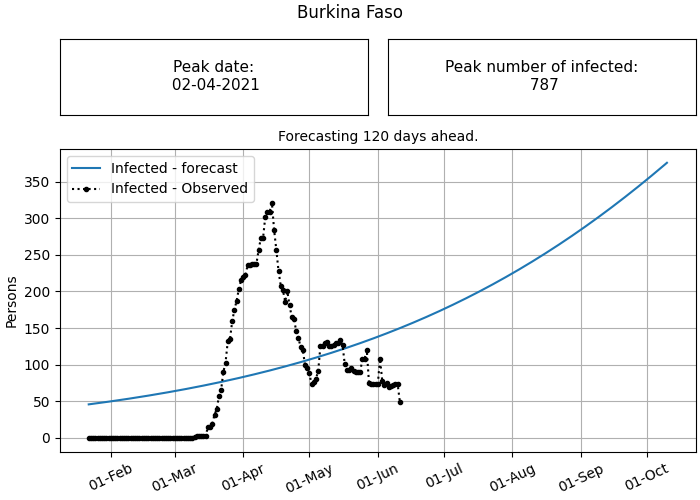 Burkina Faso
Peak date:
02-04-2021
Peak number of infected:
787
Forecasting 120 days ahead.
Infected - forecast
Infected - Observed
350
300
250
200
150
100
50
0
Persons
01-Feb
01-Mar
01-Apr
01-May
01-Jun
01-Jul
01-Aug
01-Sep
01-Oct